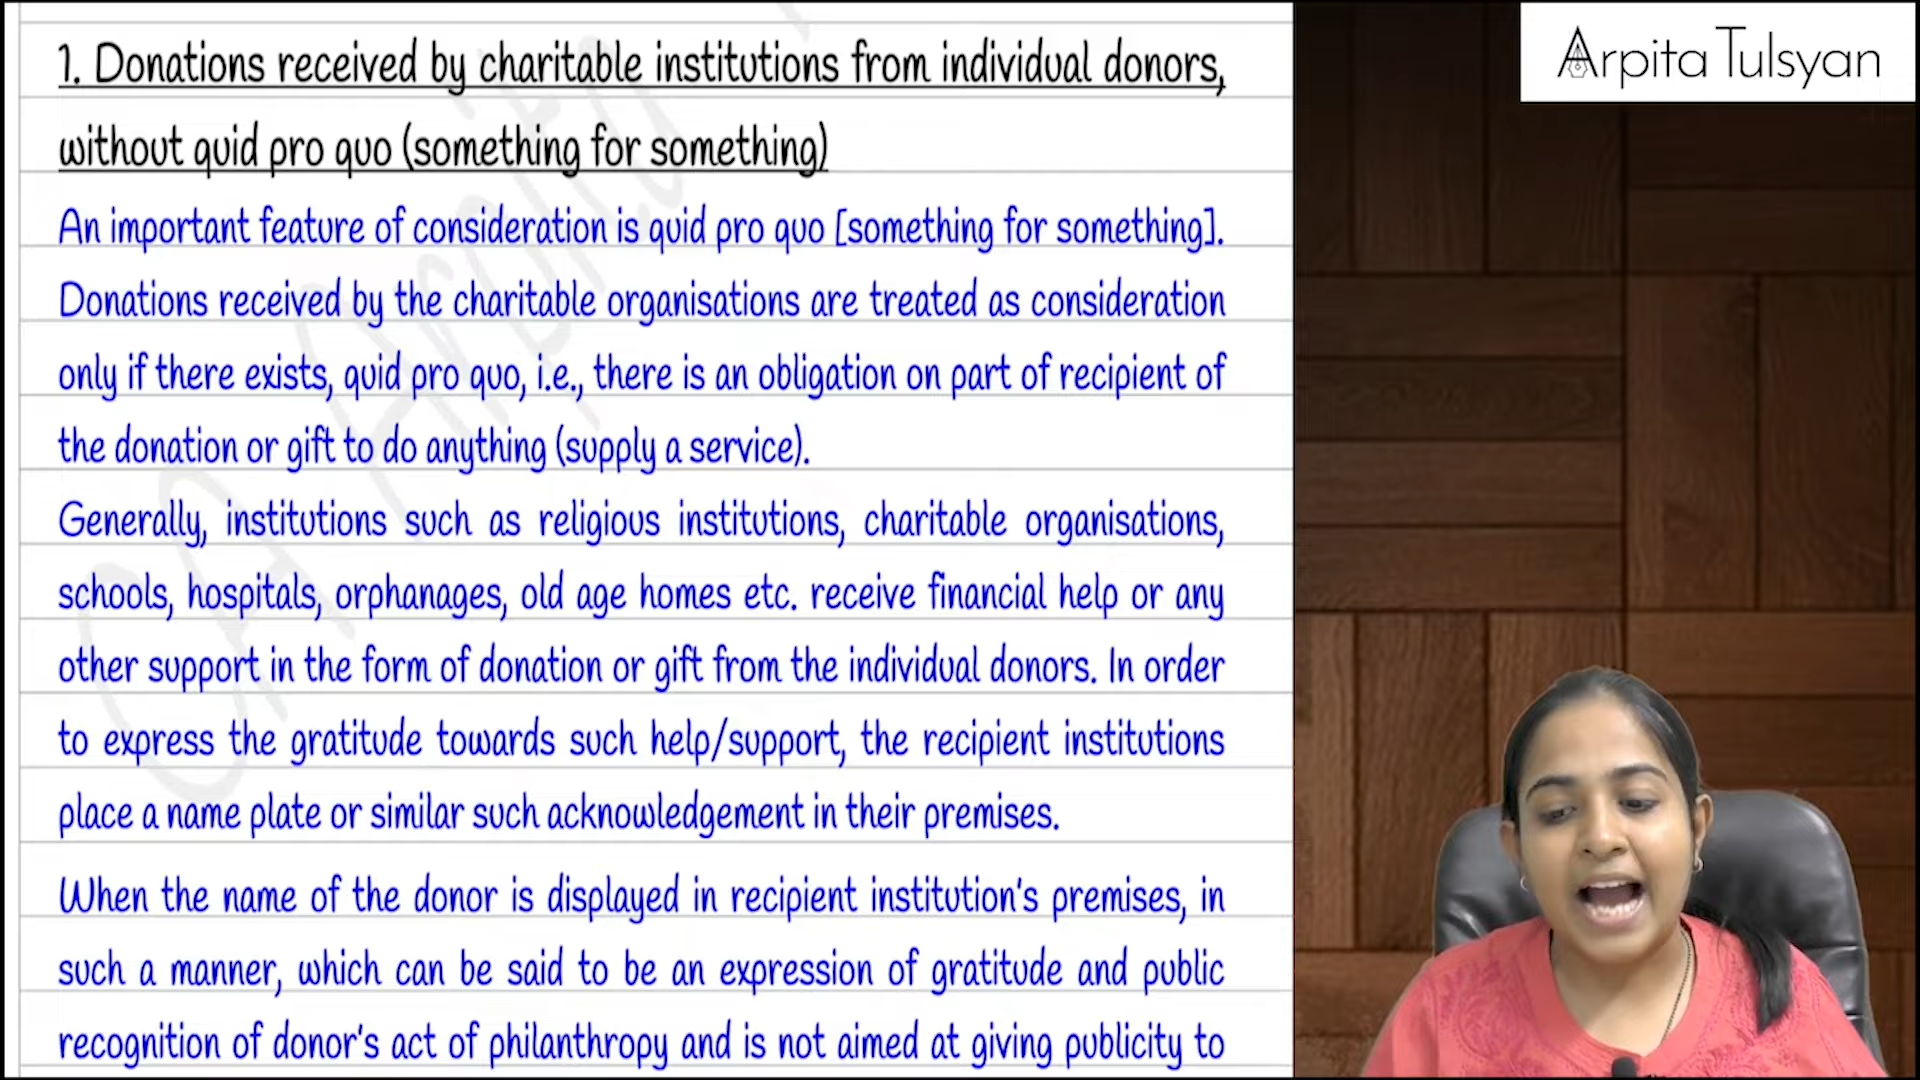 1. Donations received by charitable institutions from individual donors,
without quid pro quo (something for something)
An important feature of consideration is quid pro quo [something for something].
Donations received by the charitable organisations are treated as consideration
only if there exists, quid pro quo, i.e., there is an obligation on part of recipient of
the donation or gift to do anything (supply a service).
Generally, institutions such as religious institutions, charitable organisations,
schools, hospitals, orphanages, old age homes etc. receive financial help or any
other support in the form of donation or gift from the individual donors. In order
to express the gratitude towards such help/support, the recipient institutions
place a name plate or similar such acknowledgement in their premises.
When the name of the donor is displayed in recipient institution's premises, in
such a manner, which can be said to be an expression of gratitude and public
recognition of donor's act of philanthropy and is not aimed at giving publicity to
Arpita Tulsyan
CA Arpita